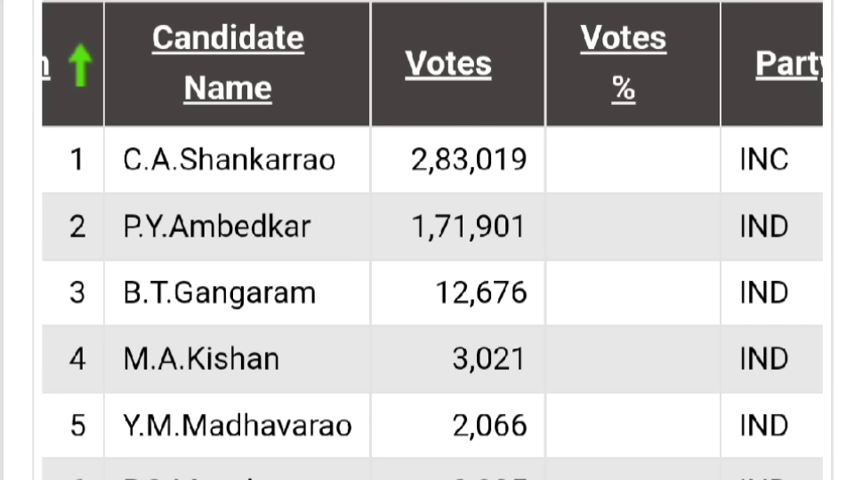 Candidate Name Votes Votes % Party
1 C.A.Shankarrao 2,83,019 INC
2 P.Y.Ambedkar 1,71,901 IND
3 B.T.Gangaram 12,676 IND
4 M.A.Kishan 3,021 IND
5 Y.M.Madhavarao 2,066 IND